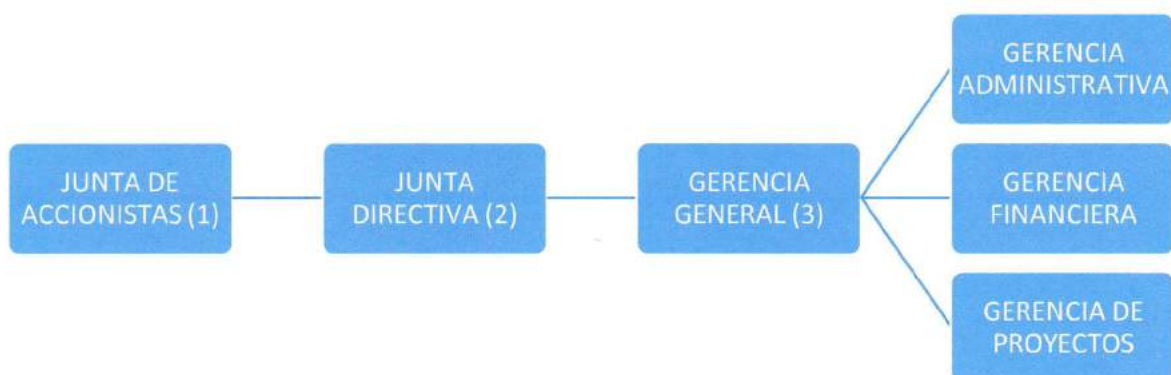 JUNTA DE
ACCIONISTAS (1)
JUNTA
DIRECTIVA (2)
GERENCIA
GENERAL (3)
GERENCIA
ADMINISTRATIVA
GERENCIA
FINANCIERA
GERENCIA DE
PROYECTOS